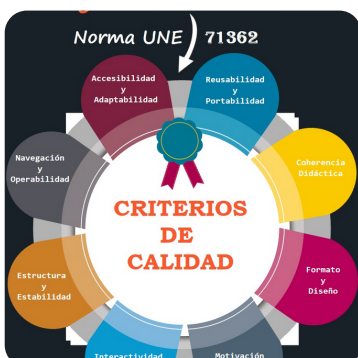 Norma UNE 71362
Accesibilidad
y
Adaptabilidad
Reusabilidad
y
Portabilidad
Navegación
y
Operabilidad
Coherencia
Didáctica
CRITERIOS
DE
CALIDAD
Estructura
y
Estabilidad
Formato
y
Diseño
Interactividad
Motivación